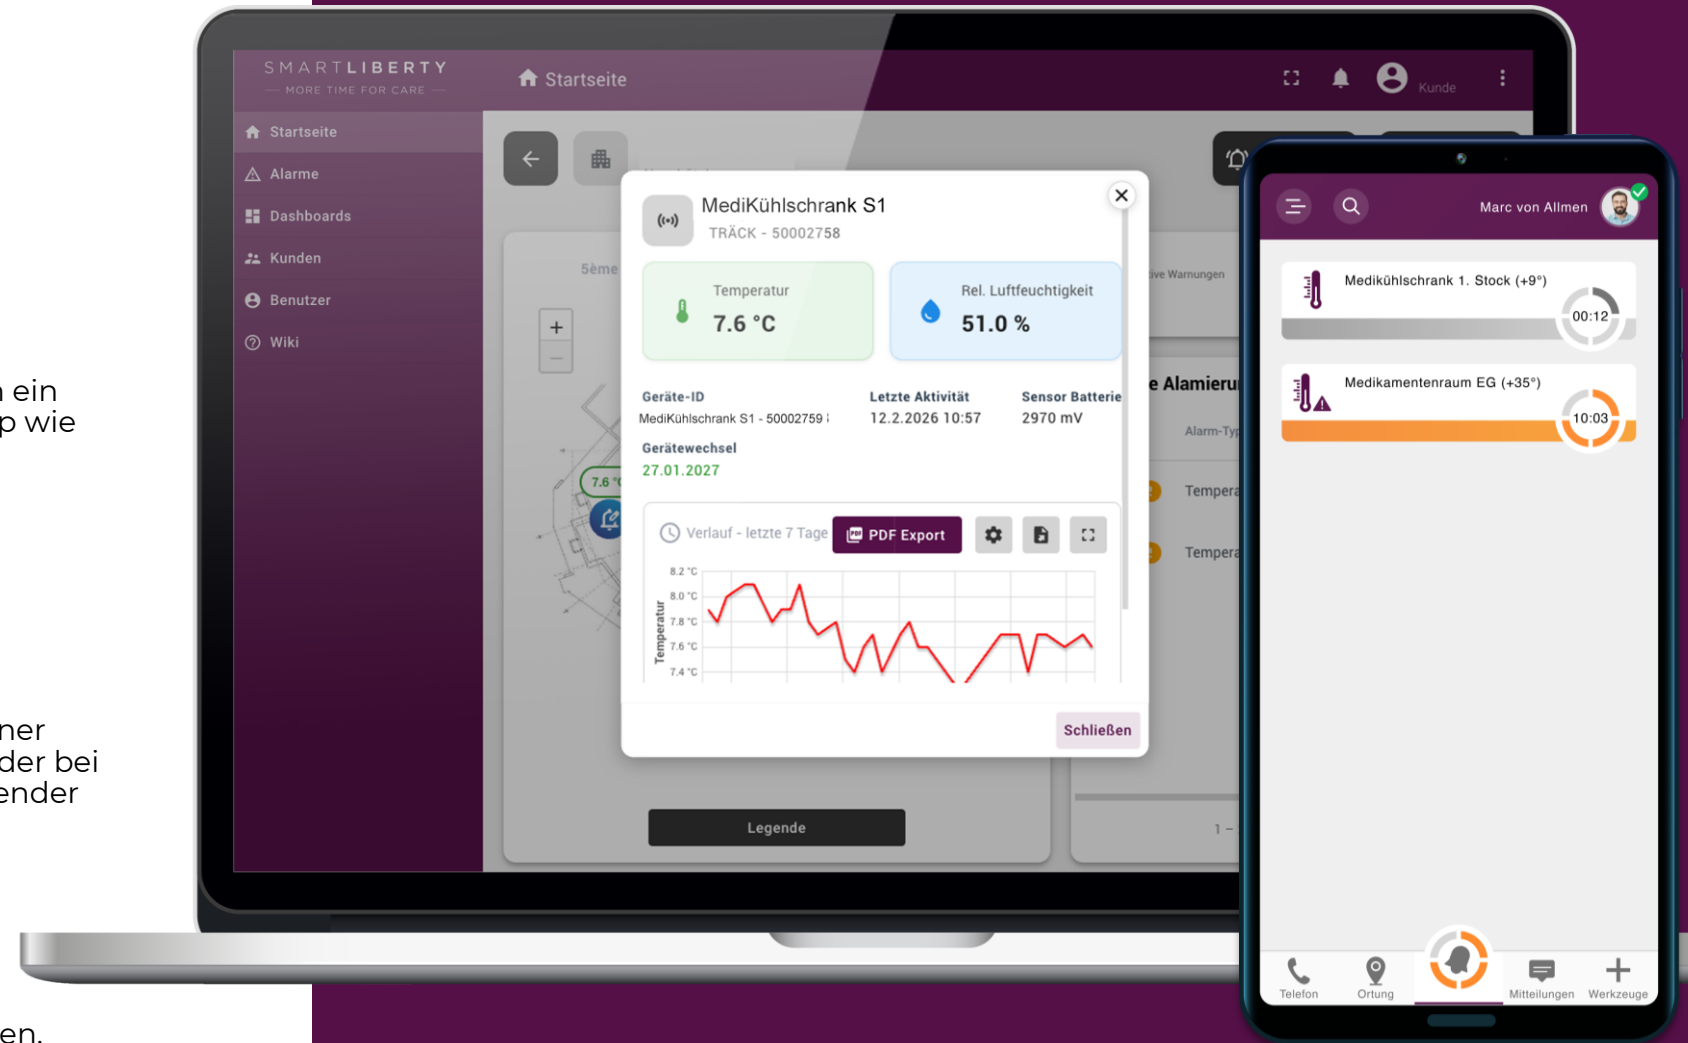 n ein
p wie
ner
der bei
ender
en.
SMARTLIBERTY
— MORE TIME FOR CARE —
Startseite
Kunde
Startseite
Alarme
Dashboards
Kunden
Benutzer
Wiki
5ème
+
−
7.6 °C
Legende
MediKühlschrank S1
TRÄCK - 50002758
Temperatur
7.6 °C
Rel. Luftfeuchtigkeit
51.0 %
Geräte-ID
MediKühlschrank S1 - 50002759
Letzte Aktivität
12.2.2026 10:57
Sensor Batterie
2970 mV
Gerätewechsel
27.01.2027
Verlauf - letzte 7 Tage
PDF Export
8.2 °C
8.0 °C
7.8 °C
7.6 °C
7.4 °C
Temperatur
Schließen
tive Warnungen
e Alamieru
Alarm-Typ
Tempera
Tempera
1 –
Marc von Allmen
Medikühlschrank 1. Stock (+9°)
00:12
Medikamentenraum EG (+35°)
10:03
Telefon
Ortung
Mitteilungen
Werkzeuge